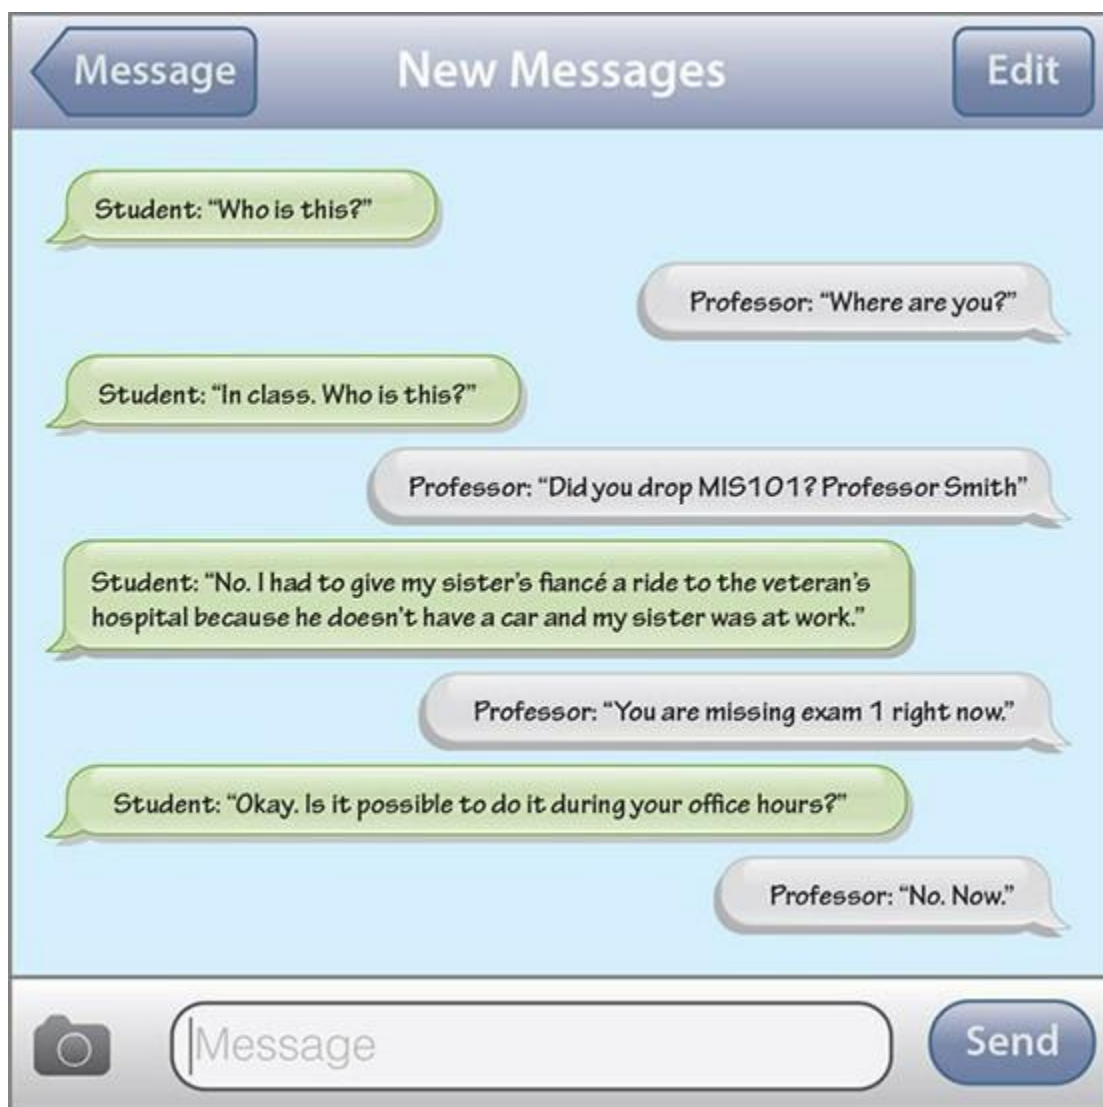 Message
New Messages
Edit
Student: “Who is this?”
Professor: “Where are you?”
Student: “In class. Who is this?”
Professor: “Did you drop MIS101? Professor Smith”
Student: “No. I had to give my sister’s fiancé a ride to the veteran’s
hospital because he doesn’t have a car and my sister was at work.”
Professor: “You are missing exam 1 right now.”
Student: “Okay. Is it possible to do it during your office hours?”
Professor: “No. Now.”
Message
Send